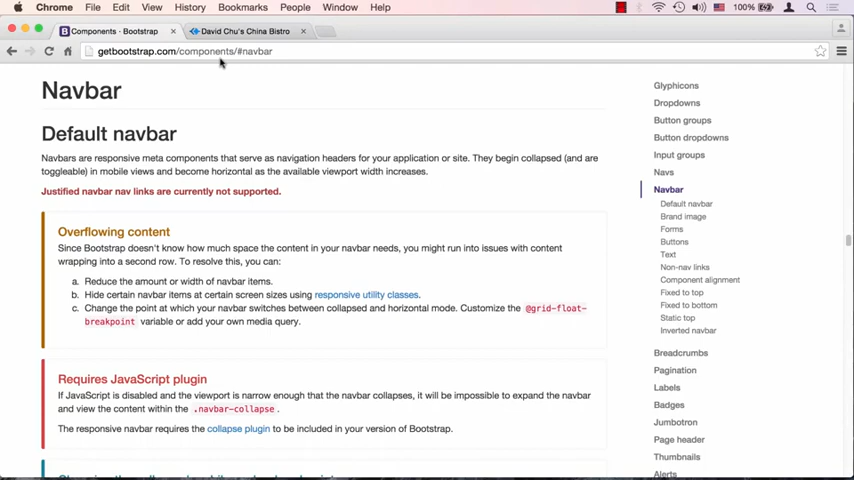 Chrome File Edit View History Bookmarks People Window Help 100%
Components · Bootstrap David Chu's China Bistro
getbootstrap.com/components/#navbar
Navbar
Default navbar
Navbars are responsive meta components that serve as navigation headers for your application or site. They begin collapsed (and are
toggleable) in mobile views and become horizontal as the available viewport width increases.
Justified navbar nav links are currently not supported.
Overflowing content
Since Bootstrap doesn't know how much space the content in your navbar needs, you might run into issues with content
wrapping into a second row. To resolve this, you can:
a. Reduce the amount or width of navbar items.
b. Hide certain navbar items at certain screen sizes using responsive utility classes.
c. Change the point at which your navbar switches between collapsed and horizontal mode. Customize the @grid-float-
breakpoint variable or add your own media query.
Requires JavaScript plugin
If JavaScript is disabled and the viewport is narrow enough that the navbar collapses, it will be impossible to expand the navbar
and view the content within the .navbar-collapse.
The responsive navbar requires the collapse plugin to be included in your version of Bootstrap.
Glyphicons
Dropdowns
Button groups
Button dropdowns
Input groups
Navs
Navbar
Default navbar
Brand image
Forms
Buttons
Text
Non-nav links
Component alignment
Fixed to top
Fixed to bottom
Static top
Inverted navbar
Breadcrumbs
Pagination
Labels
Badges
Jumbotron
Page header
Thumbnails
Alerts